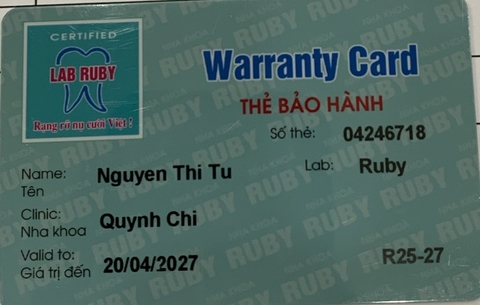 CERTIFIED
LAB RUBY
Rạng rỡ nụ cười Việt !
Warranty Card
THẺ BẢO HÀNH
Số thẻ: 04246718
Name: Nguyen Thi Tu Lab: Ruby
Tên
Clinic: Quynh Chi
Nha khoa
Valid to: 20/04/2027 R25-27
Giá trị đến